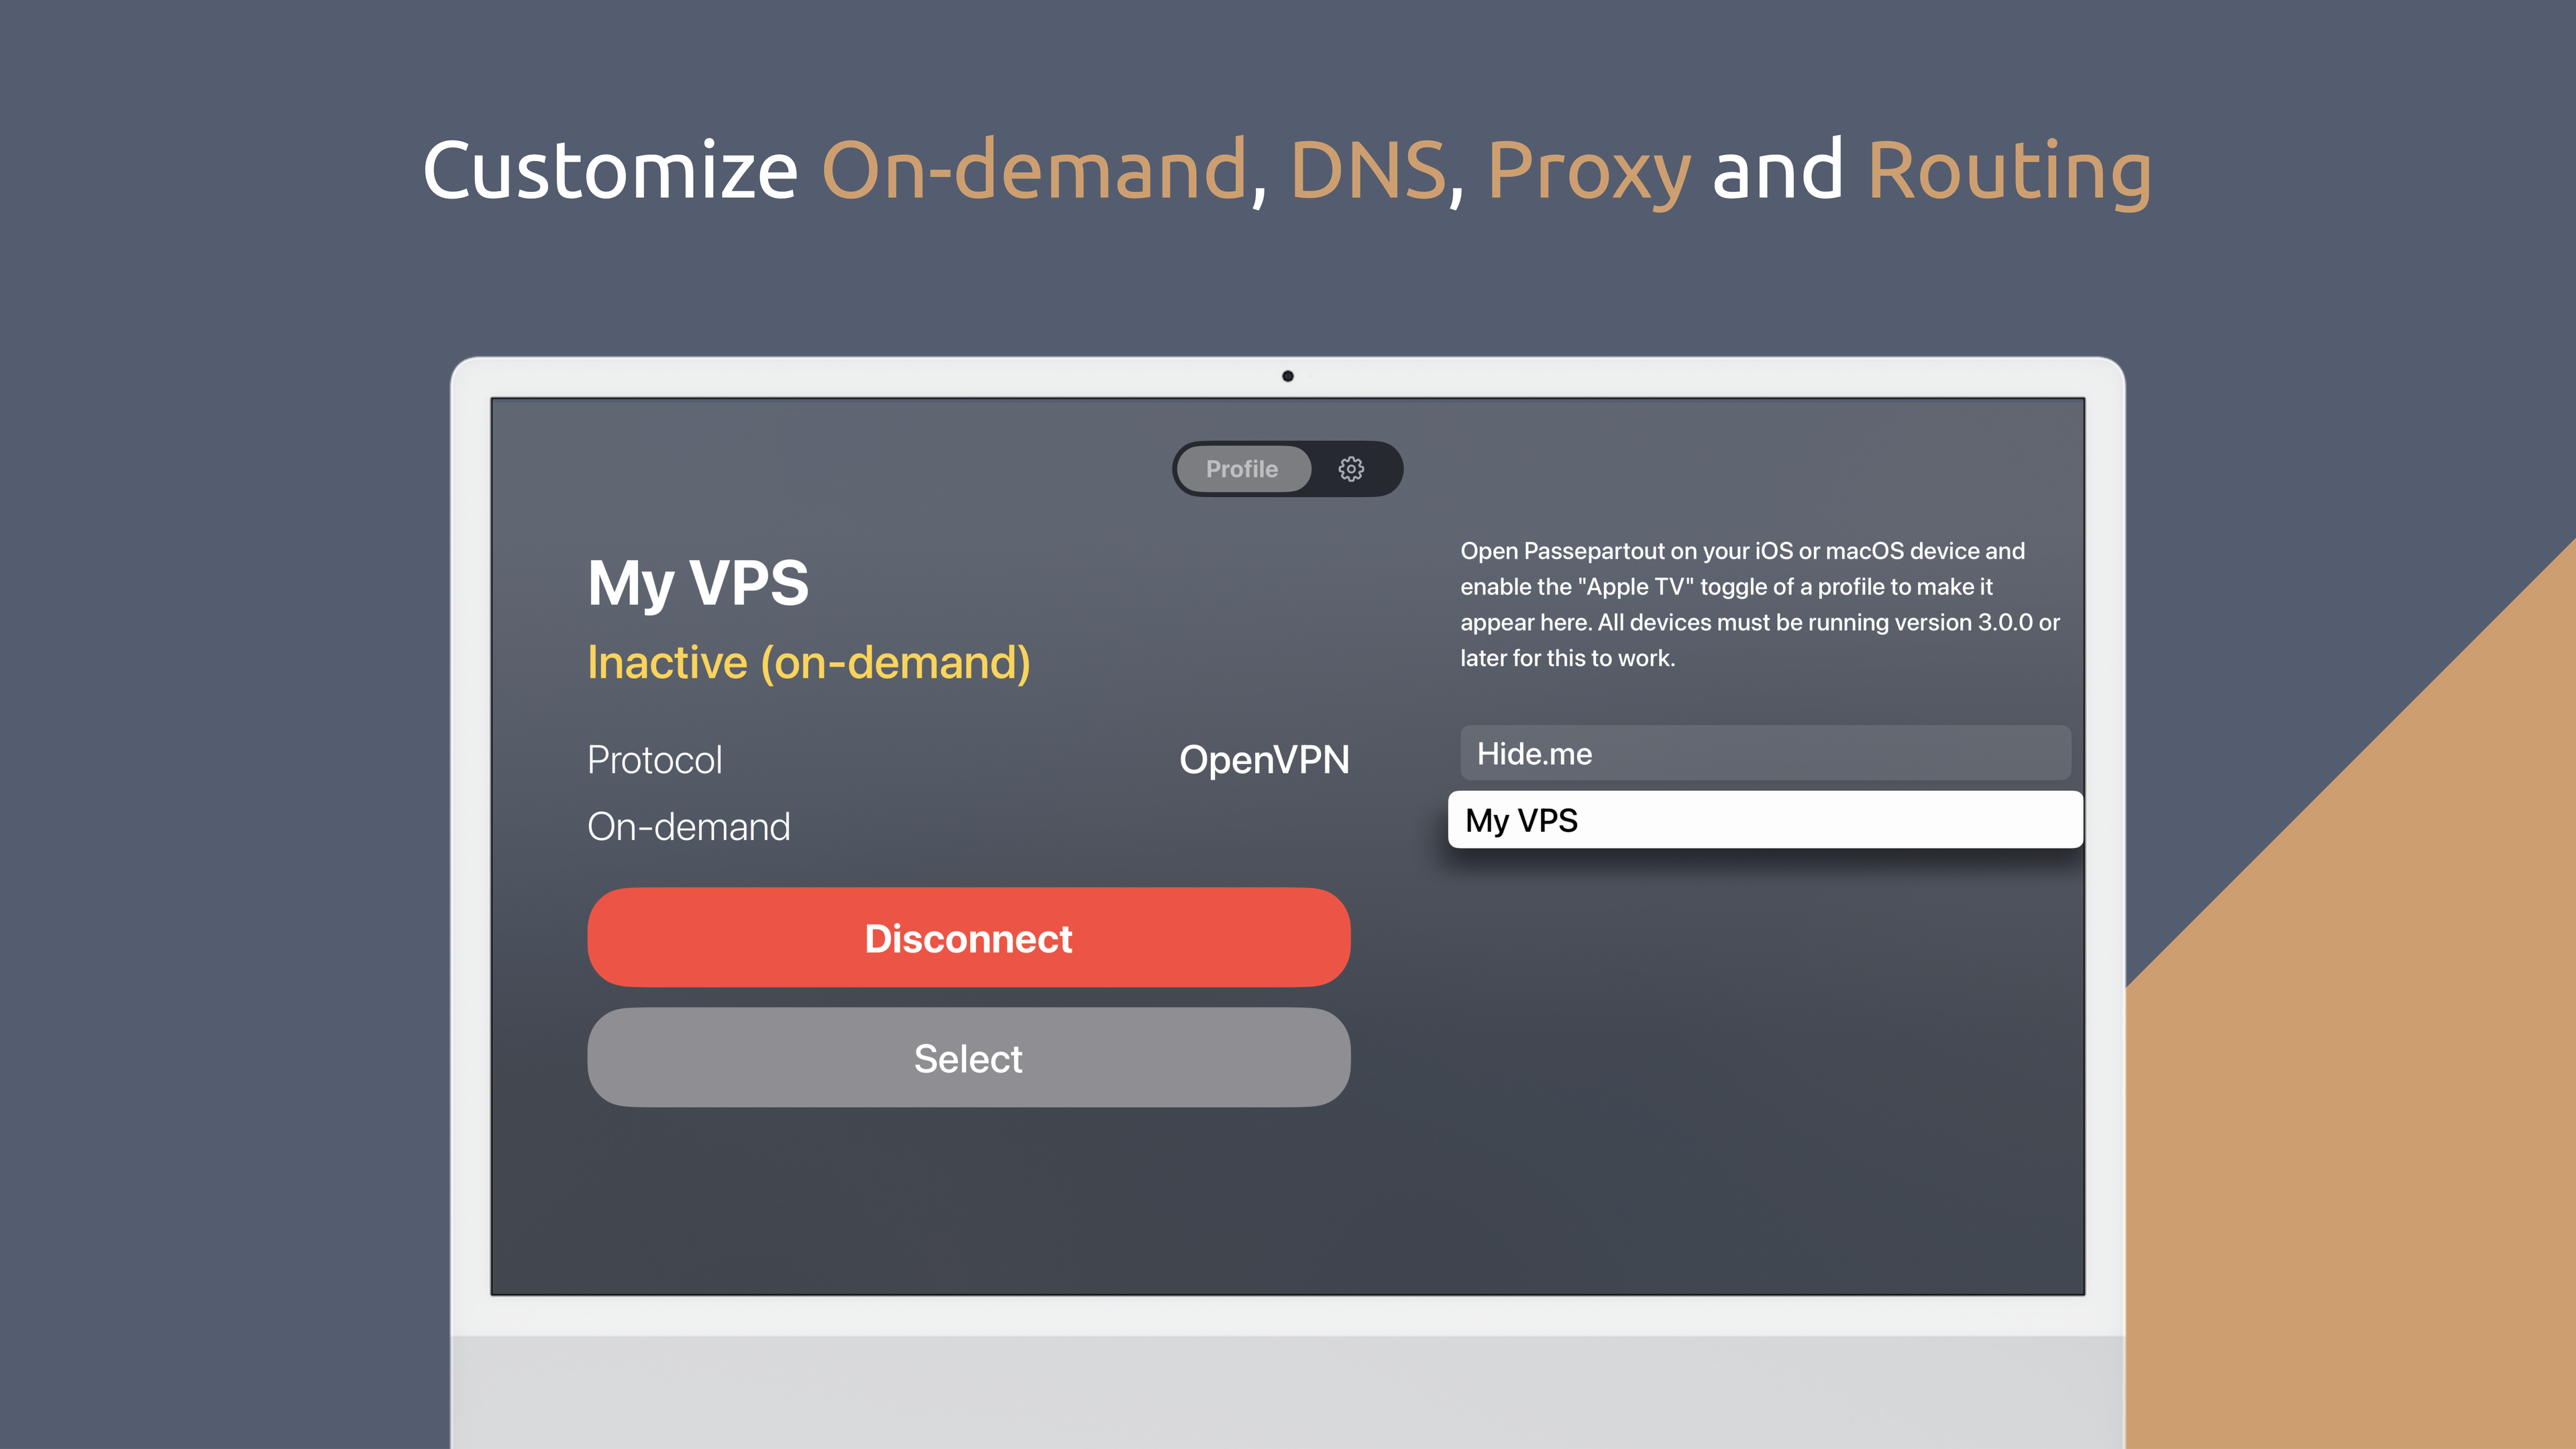 Customize On-demand, DNS, Proxy and Routing
Profile
My VPS
Inactive (on-demand)
Protocol
OpenVPN
On-demand
Disconnect
Select
Open Passepartout on your iOS or macOS device and
enable the "Apple TV" toggle of a profile to make it
appear here. All devices must be running version 3.0.0 or
later for this to work.
Hide.me
My VPS